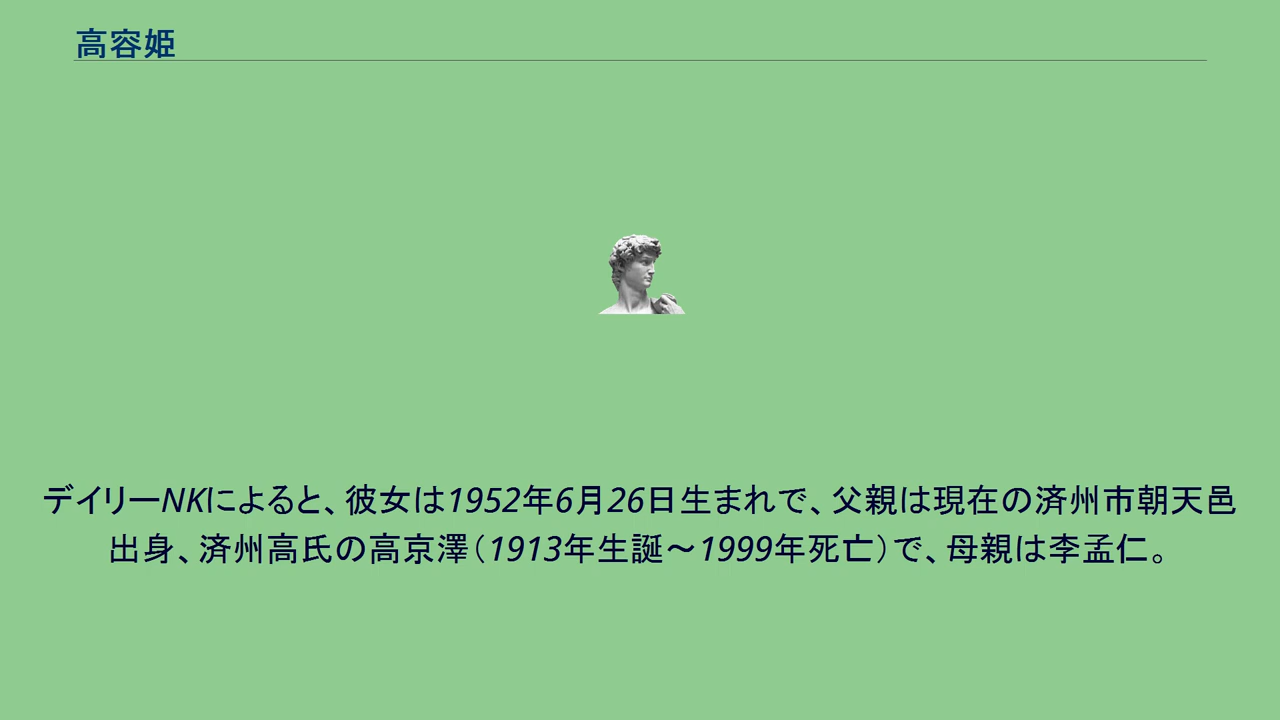 高容姫
デイリーNKによると、彼女は1952年6月26日生まれで、父親は現在の済州市朝天邑
出身、済州高氏の高京澤（1913年生誕～1999年死亡）で、母親は李孟仁。